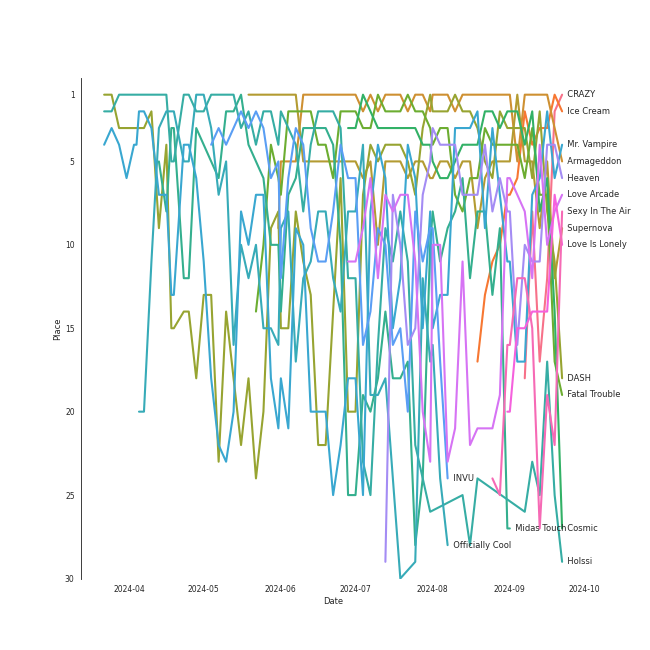 1
CRAZY
Ice Cream
Mr. Vampire
5
Armageddon
Heaven
Love Arcade
Sexy In The Air
Supernova
10
Love Is Lonely
Place
15
DASH
Fatal Trouble
20
INVU
25
Midas Touch
Cosmic
Officially Cool
Holssi
30
2024-04
2024-05
2024-06
2024-07
2024-08
2024-09
2024-10
Date